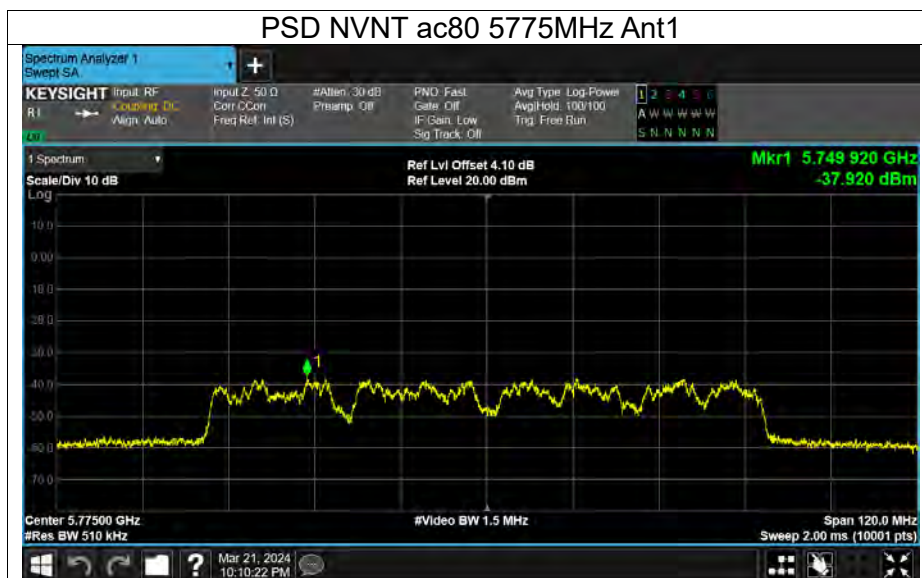 PSD NVNT ac80 5775MHz Ant1
Spectrum Analyzer 1
Swept SA
+
KEYSIGHT Input: RF Input Z: 50 Ω #Atten: 30 dB PNO: Fast Avg Type: Log-Power 1 2 3 4 5 6
Coupling: DC Corr CCorr Preamp: Off Gate: Off Avg|Hold: 100/100 A W W W W W
Align: Auto Freq Ref: Int (S) IF Gain: Low Trig: Free Run
Sig Track: Off S N N N N N
1 Spectrum Ref Lvl Offset 4.10 dB Mkr1 5.749 920 GHz
Scale/Div 10 dB Ref Level 20.00 dBm -37.920 dBm
Log
10.0
0.00
-10.0
-20.0
-30.0
1
-40.0
-50.0
-60.0
-70.0
Center 5.77500 GHz #Video BW 1.5 MHz Span 120.0 MHz
#Res BW 510 kHz Sweep 2.00 ms (10001 pts)
? Mar 21, 2024
10:10:22 PM